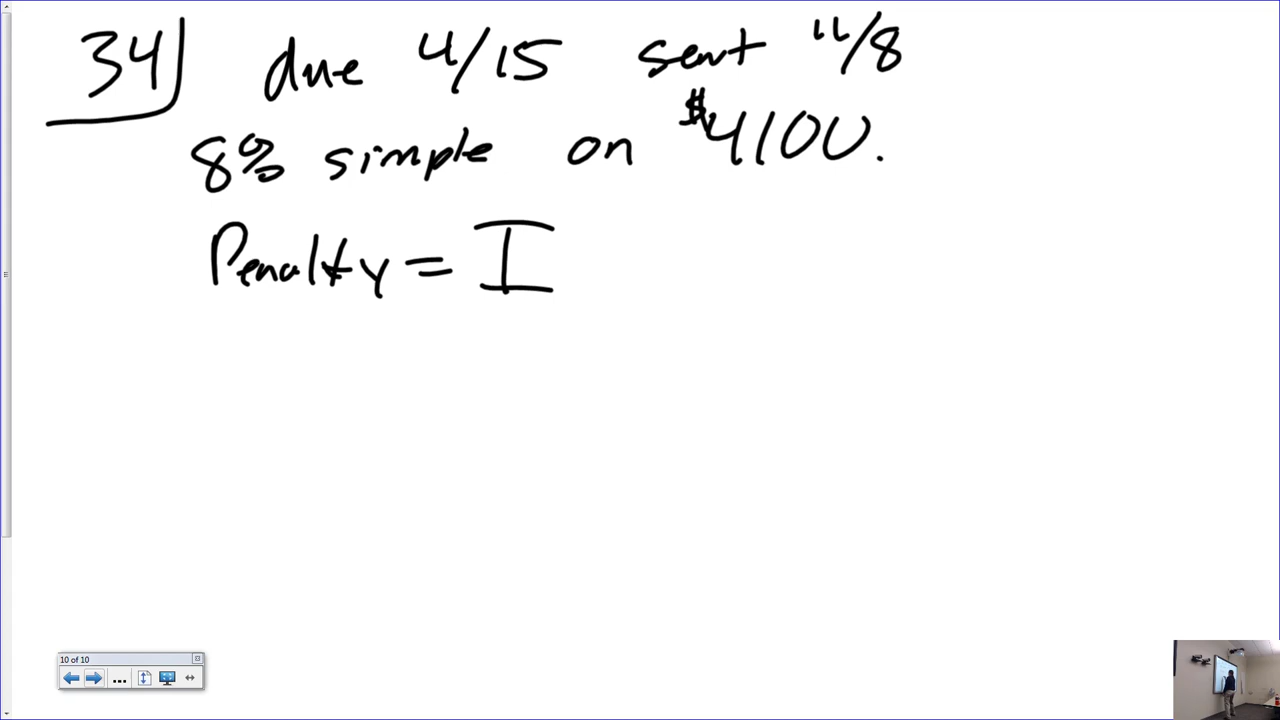 34) due 4/15 sent 11/8
8% simple on $4100.
Penalty = I
10 of 10